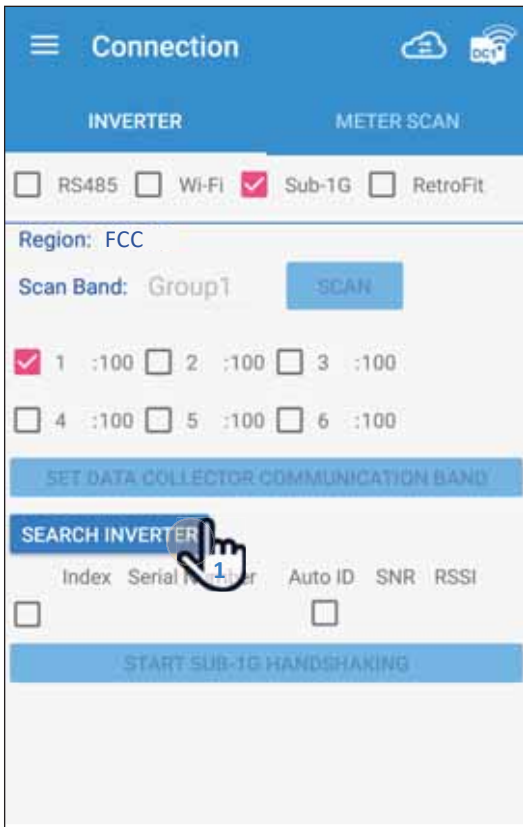 Connection
DC1
INVERTER METER SCAN
RS485 Wi-Fi Sub-1G RetroFit
Region: FCC
Scan Band: Group1 SCAN
1 :100 2 :100 3 :100
4 :100 5 :100 6 :100
SET DATA COLLECTOR COMMUNICATION BAND
SEARCH INVERTER
1
Index Serial Auto ID SNR RSSI
START SUB-1G HANDSHAKING